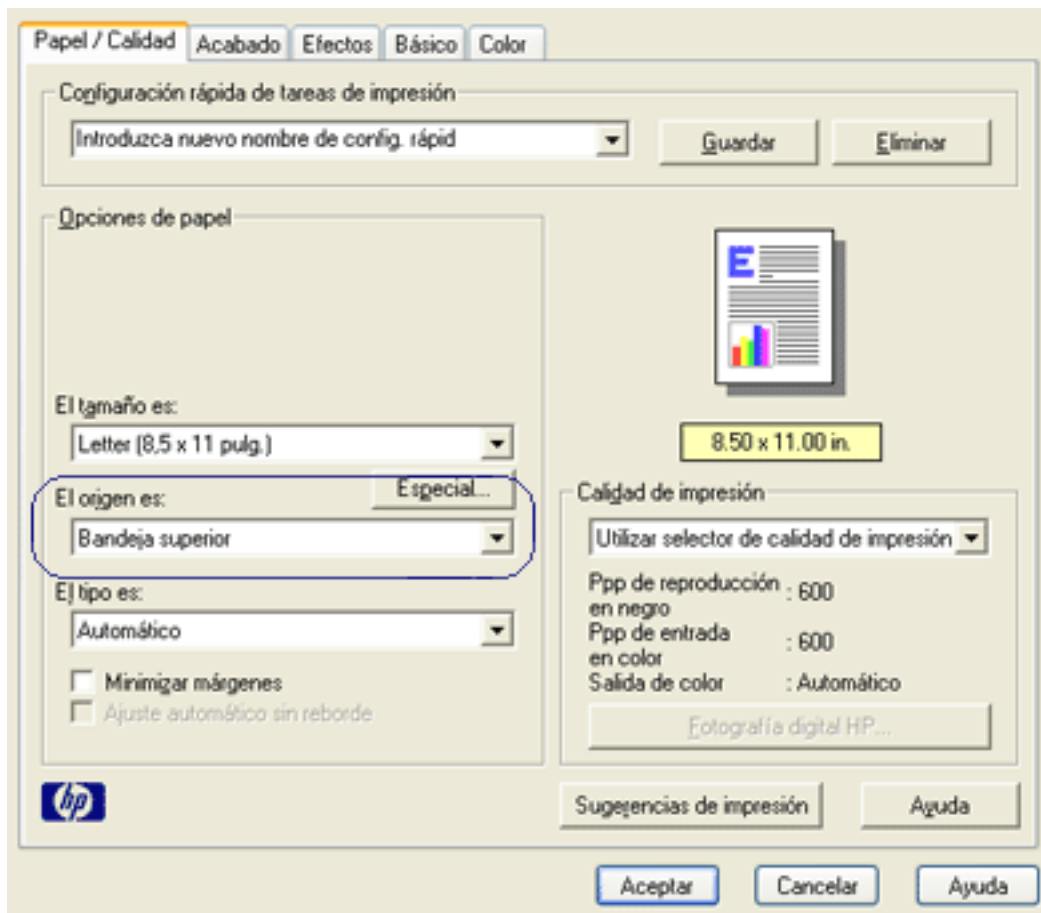 Papel / Calidad Acabado Efectos Básico Color
Configuración rápida de tareas de impresión
Introduzca nuevo nombre de config. rápid
Guardar Eliminar
Opciones de papel
El tamaño es:
Letter (8,5 x 11 pulg.)
Especial...
El origen es:
Bandeja superior
El tipo es:
Automático
Minimizar márgenes
Ajuste automático sin reborde
E
8.50 x 11.00 in.
Calidad de impresión
Utilizar selector de calidad de impresión
Ppp de reproducción en negro : 600
Ppp de entrada en color : 600
Salida de color : Automático
Fotografía digital HP...
hp
Sugerencias de impresión Ayuda
Aceptar Cancelar Ayuda